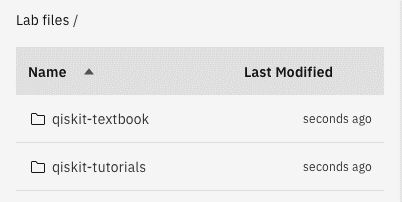 Lab files /
Name Last Modified
qiskit-textbook seconds ago
qiskit-tutorials seconds ago